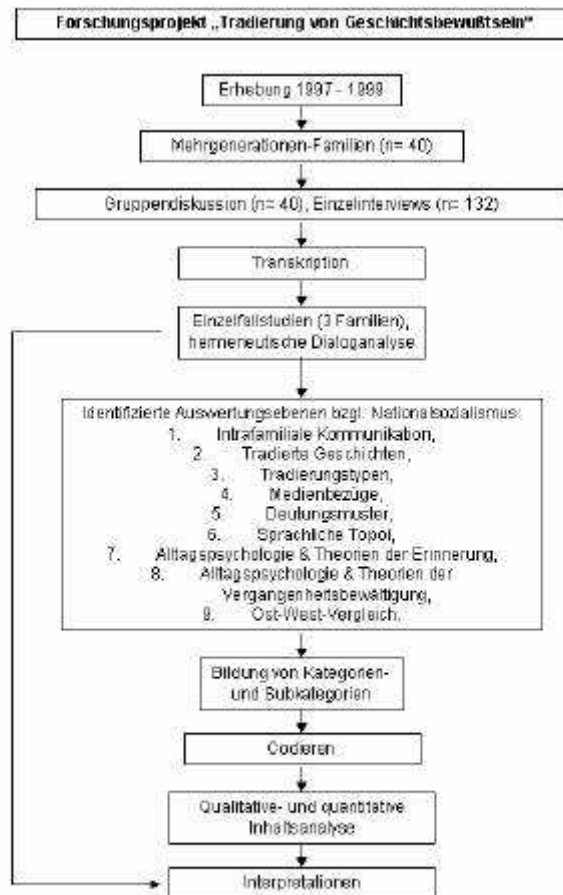 Forschungsprojekt „Tradierung von Geschichtsbewußtsein“
Erhebung 1997 - 1999
Mehrgenerationen-Familien (n= 40)
Gruppendiskussion (n= 40), Einzelinterviews (n= 132)
Transkription
Einzelfallstudien (3 Familien),
hermeneutische Dialoganalyse
Identifizierte Auswertungsebenen bzgl. Nationalsozialismus:
1. Intrafamiliale Kommunikation,
2. Tradierte Geschichten,
3. Tradierungstypen,
4. Medienbezüge,
5. Deutungsmuster,
6. Sprachliche Topoi,
7. Alltagspsychologie & Theorien der Erinnerung,
8. Alltagspsychologie & Theorien der
Vergangenheitsbewältigung,
9. Ost-West-Vergleich.
Bildung von Kategorien-
und Subkategorien
Codieren
Qualitative- und quantitative
Inhaltsanalyse
Interpretationen